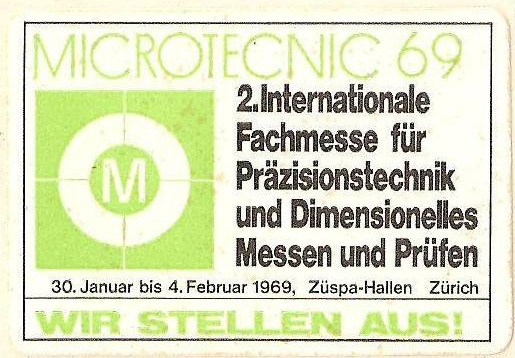 MICROTECNIC 69
2.Internationale
Fachmesse für
Präzisionstechnik
und Dimensionelles
Messen und Prüfen
M
30. Januar bis 4. Februar 1969, Züspa-Hallen Zürich
WIR STELLEN AUS!